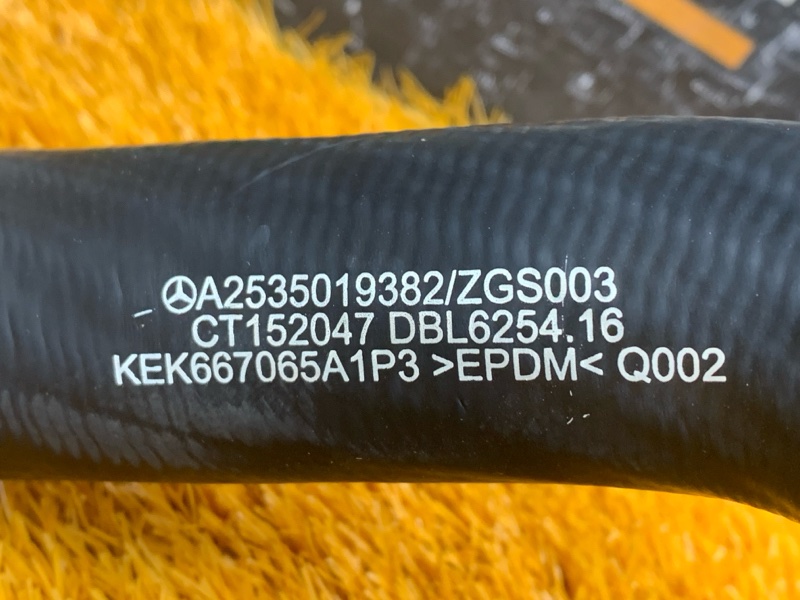 A2535019382/ZGS003
CT152047 DBL6254.16
KEK667065A1P3 >EPDM< Q002